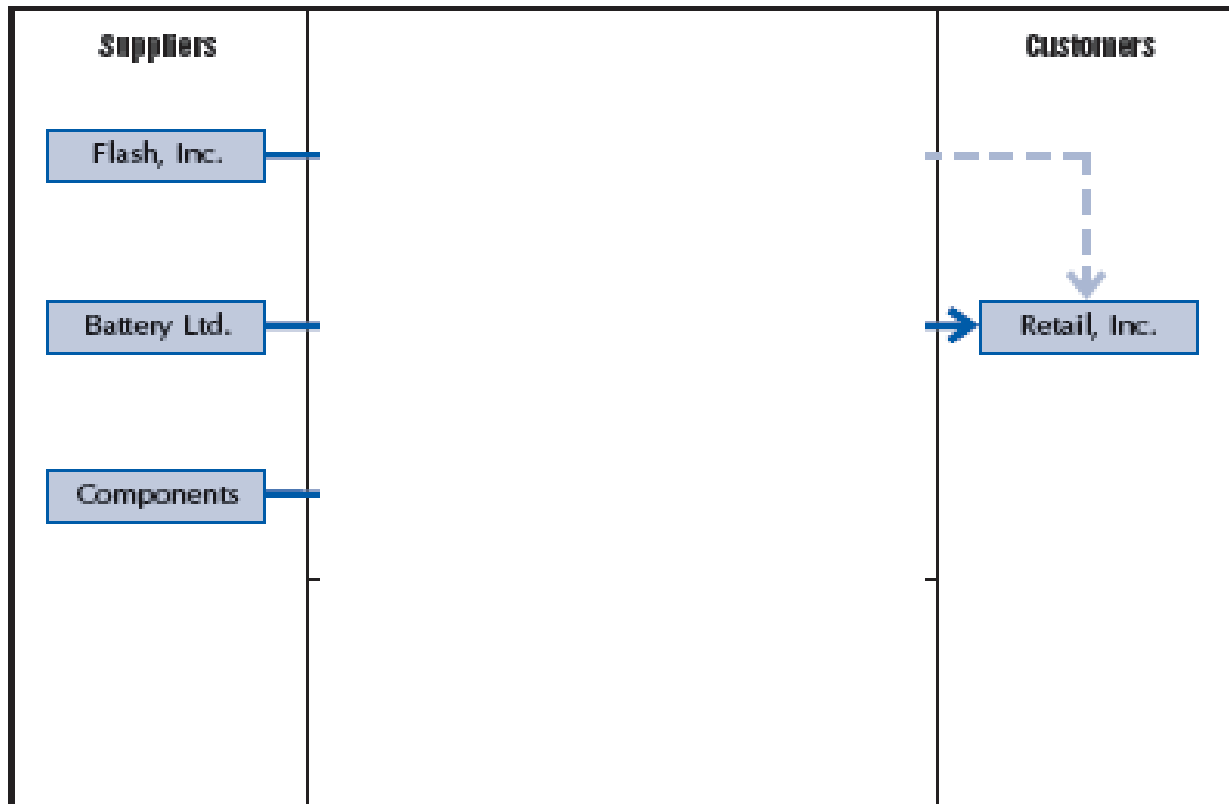 Suppliers
Customers
Flash, Inc.
Battery Ltd.
Retail, Inc.
Components